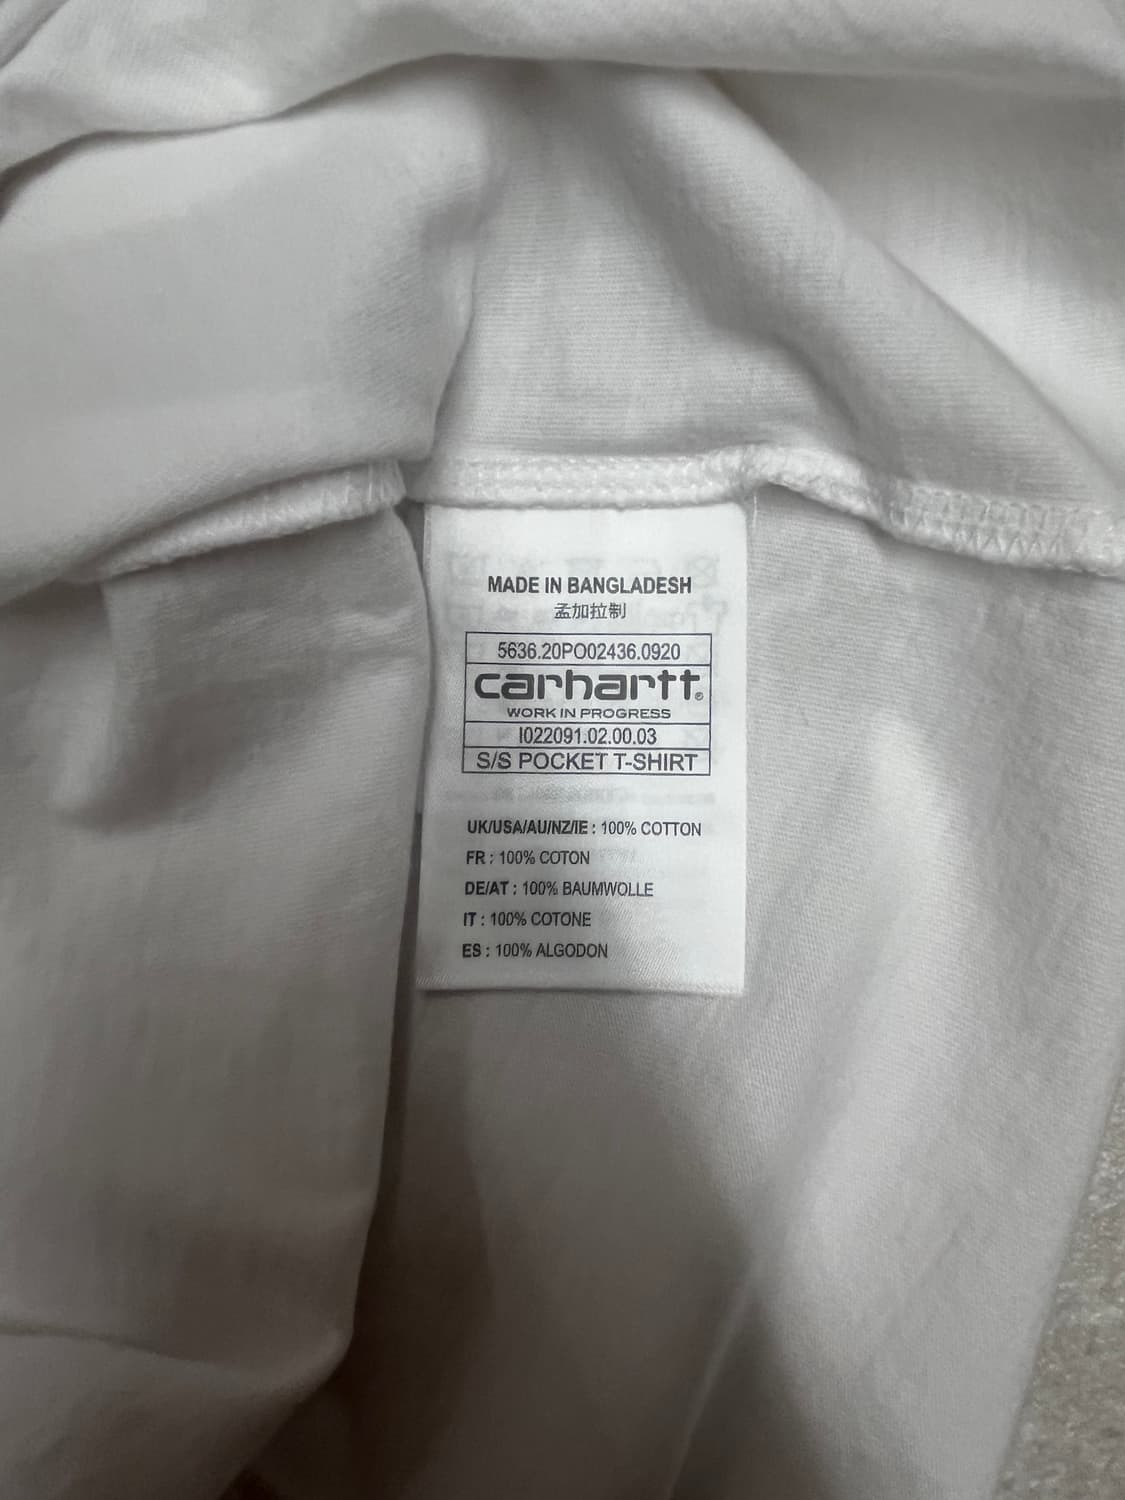 MADE IN BANGLADESH
孟加拉制
5636.20PO02436.0920
carhartt®
WORK IN PROGRESS
I022091.02.00.03
S/S POCKET T-SHIRT
UK/USA/AU/NZ/IE : 100% COTTON
FR : 100% COTON
DE/AT : 100% BAUMWOLLE
IT : 100% COTONE
ES : 100% ALGODON